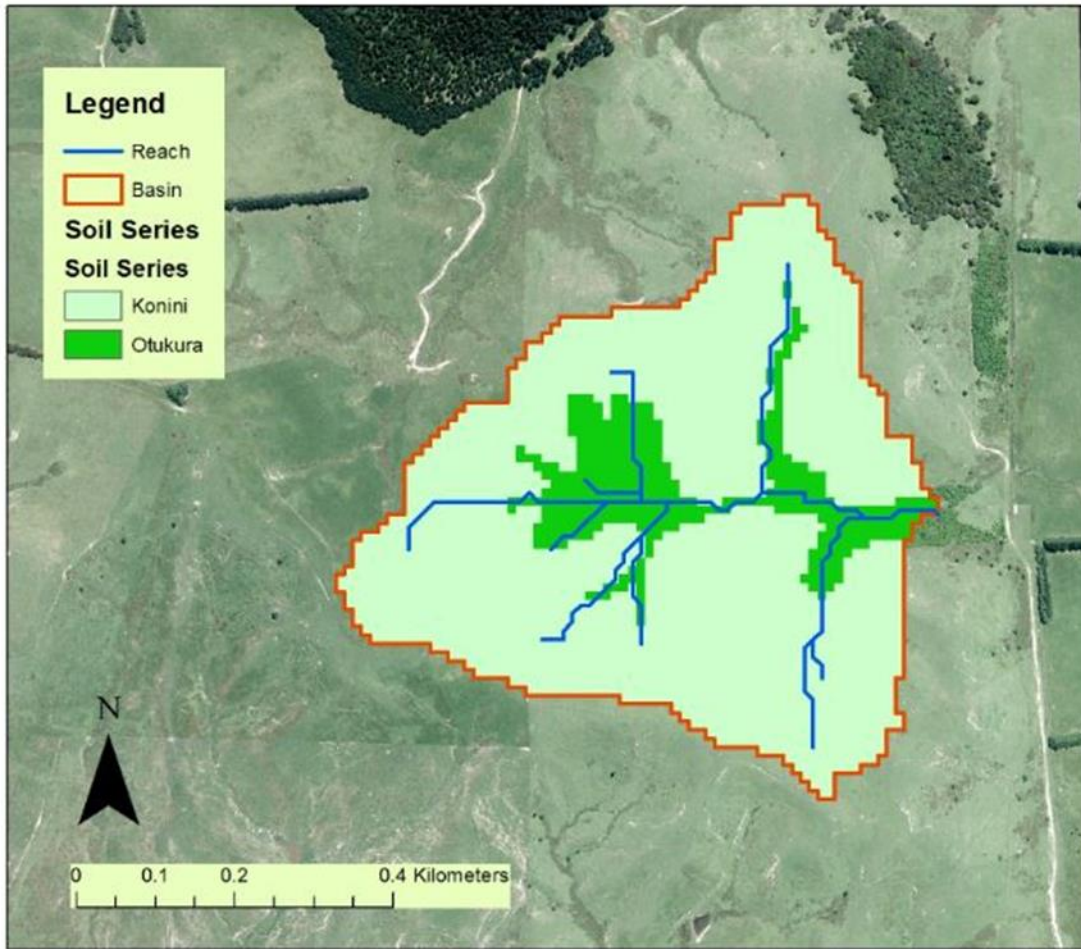 Legend
Reach
Basin
Soil Series
Soil Series
Konini
Otukura
N
0 0.1 0.2 0.4 Kilometers